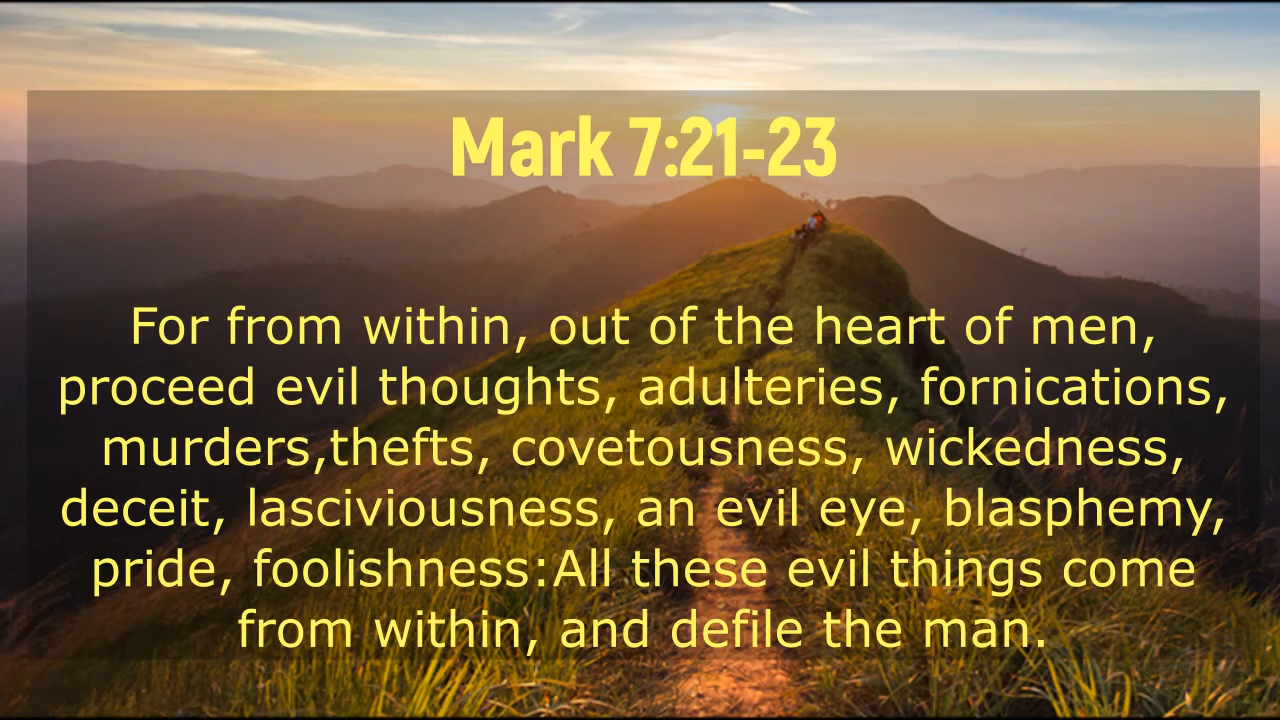 Mark 7:21-23
For from within, out of the heart of men,
proceed evil thoughts, adulteries, fornications,
murders,thefts, covetousness, wickedness,
deceit, lasciviousness, an evil eye, blasphemy,
pride, foolishness:All these evil things come
from within, and defile the man.